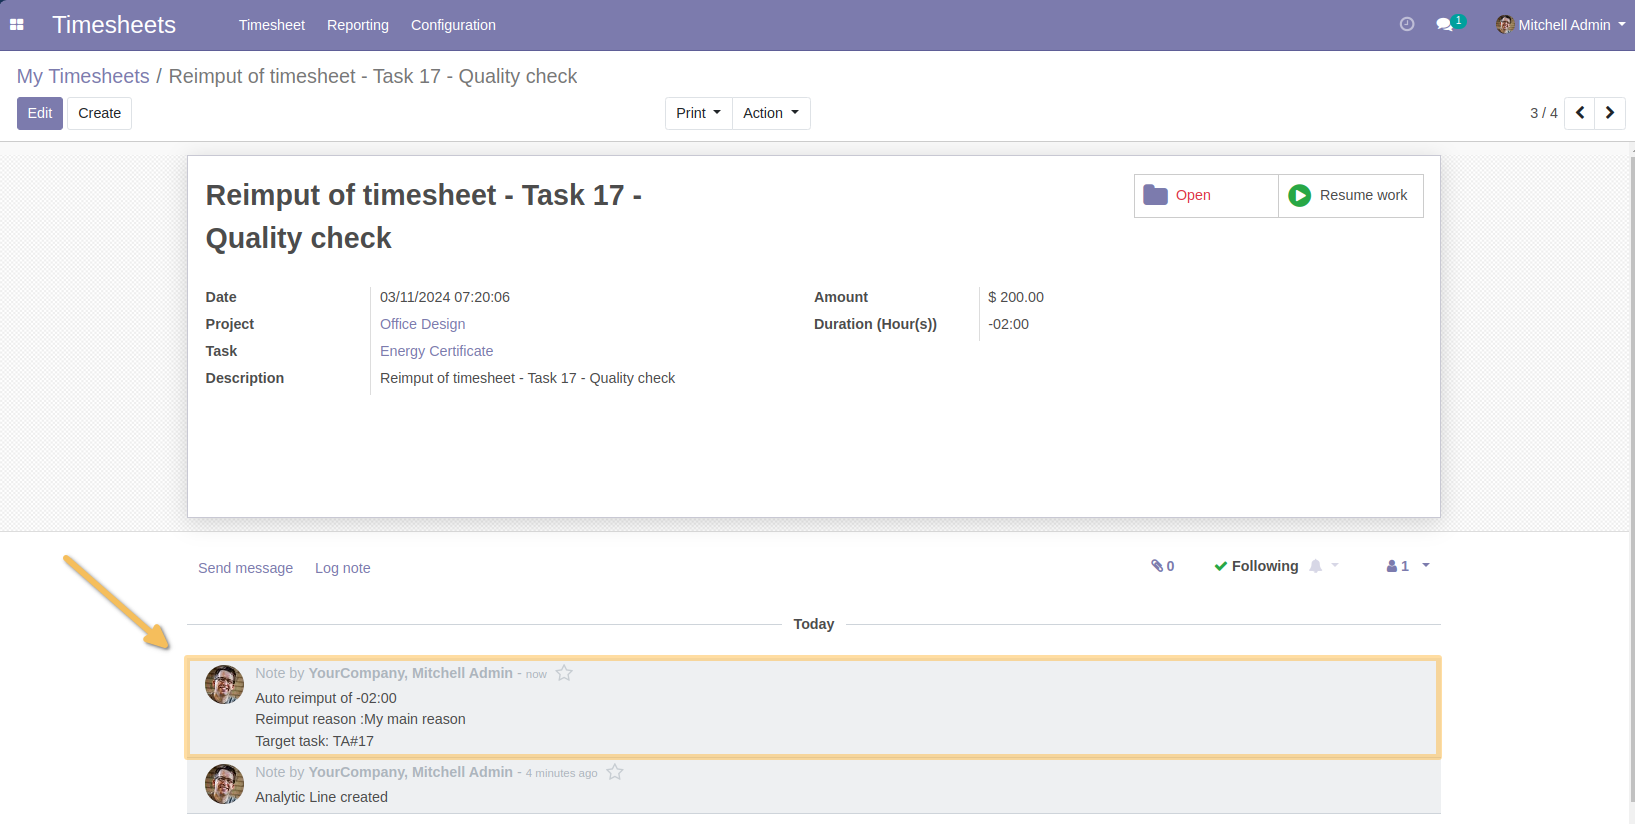 Timesheets Timesheet Reporting Configuration 1 Mitchell Admin
My Timesheets / Reimput of timesheet - Task 17 - Quality check
Edit Create Print Action 3 / 4
Reimput of timesheet - Task 17 -
Quality check
Open Resume work
Date 03/11/2024 07:20:06 Amount $ 200.00
Project Office Design Duration (Hour(s)) -02:00
Task Energy Certificate
Description Reimput of timesheet - Task 17 - Quality check
Send message Log note 0 Following 1
Today
Note by YourCompany, Mitchell Admin - now
Auto reimput of -02:00
Reimput reason :My main reason
Target task: TA#17
Note by YourCompany, Mitchell Admin - 4 minutes ago
Analytic Line created